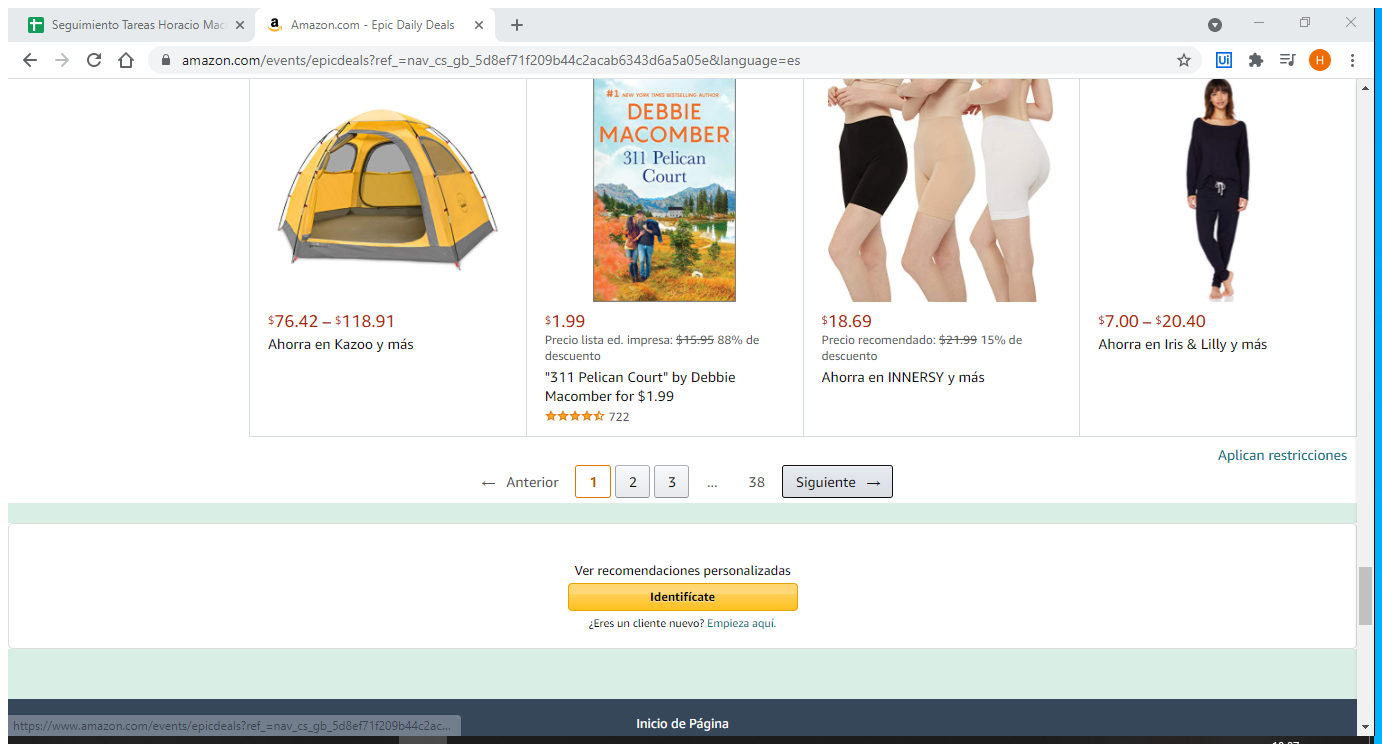 Seguimiento Tareas Horacio Mac
Amazon.com - Epic Daily Deals
amazon.com/events/epicdeals?ref_=nav_cs_gb_5d8ef71f209b44c2acab6343d6a5a05e&language=es
Ui
H
#1 NEW YORK TIMES BESTSELLING AUTHOR
DEBBIE
MACOMBER
311 Pelican
Court
$76.42 – $118.91
Ahorra en Kazoo y más
$1.99
Precio lista ed. impresa: $15.95 88% de
descuento
"311 Pelican Court" by Debbie
Macomber for $1.99
722
$18.69
Precio recomendado: $21.99 15% de
descuento
Ahorra en INNERSY y más
$7.00 – $20.40
Ahorra en Iris & Lilly y más
Aplican restricciones
← Anterior 1 2 3 ... 38 Siguiente →
Ver recomendaciones personalizadas
Identifícate
¿Eres un cliente nuevo? Empieza aquí.
Inicio de Página
https://www.amazon.com/events/epicdeals?ref_=nav_cs_gb_5d8ef71f209b44c2ac...